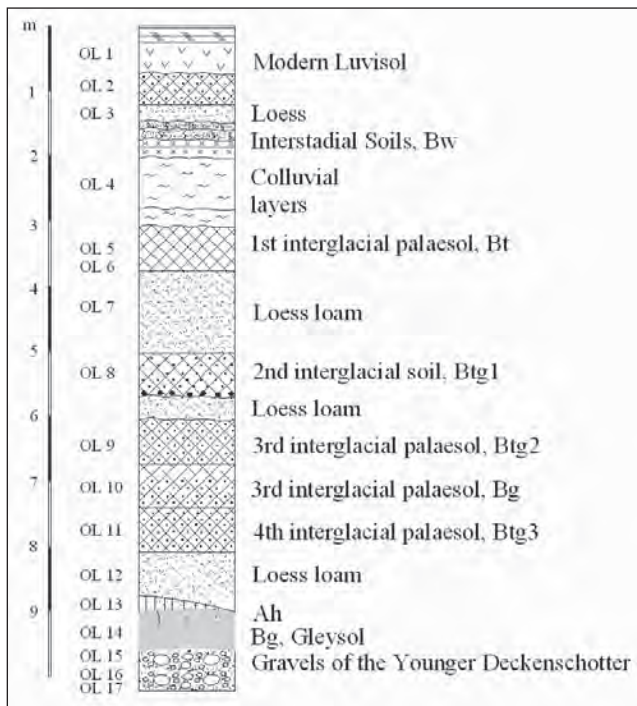 m
OL 1
Modern Luvisol
OL 2
1
OL 3
Loess
Interstadial Soils, Bw
2
OL 4
Colluvial
layers
3
OL 5
1st interglacial palaesol, Bt
OL 6
4
OL 7
Loess loam
5
OL 8
2nd interglacial soil, Btg1
Loess loam
6
OL 9
3rd interglacial palaesol, Btg2
7
OL 10
3rd interglacial palaesol, Bg
OL 11
4th interglacial palaesol, Btg3
8
OL 12
Loess loam
9
OL 13
Ah
OL 14
Bg, Gleysol
OL 15
Gravels of the Younger Deckenschotter
OL 16
OL 17